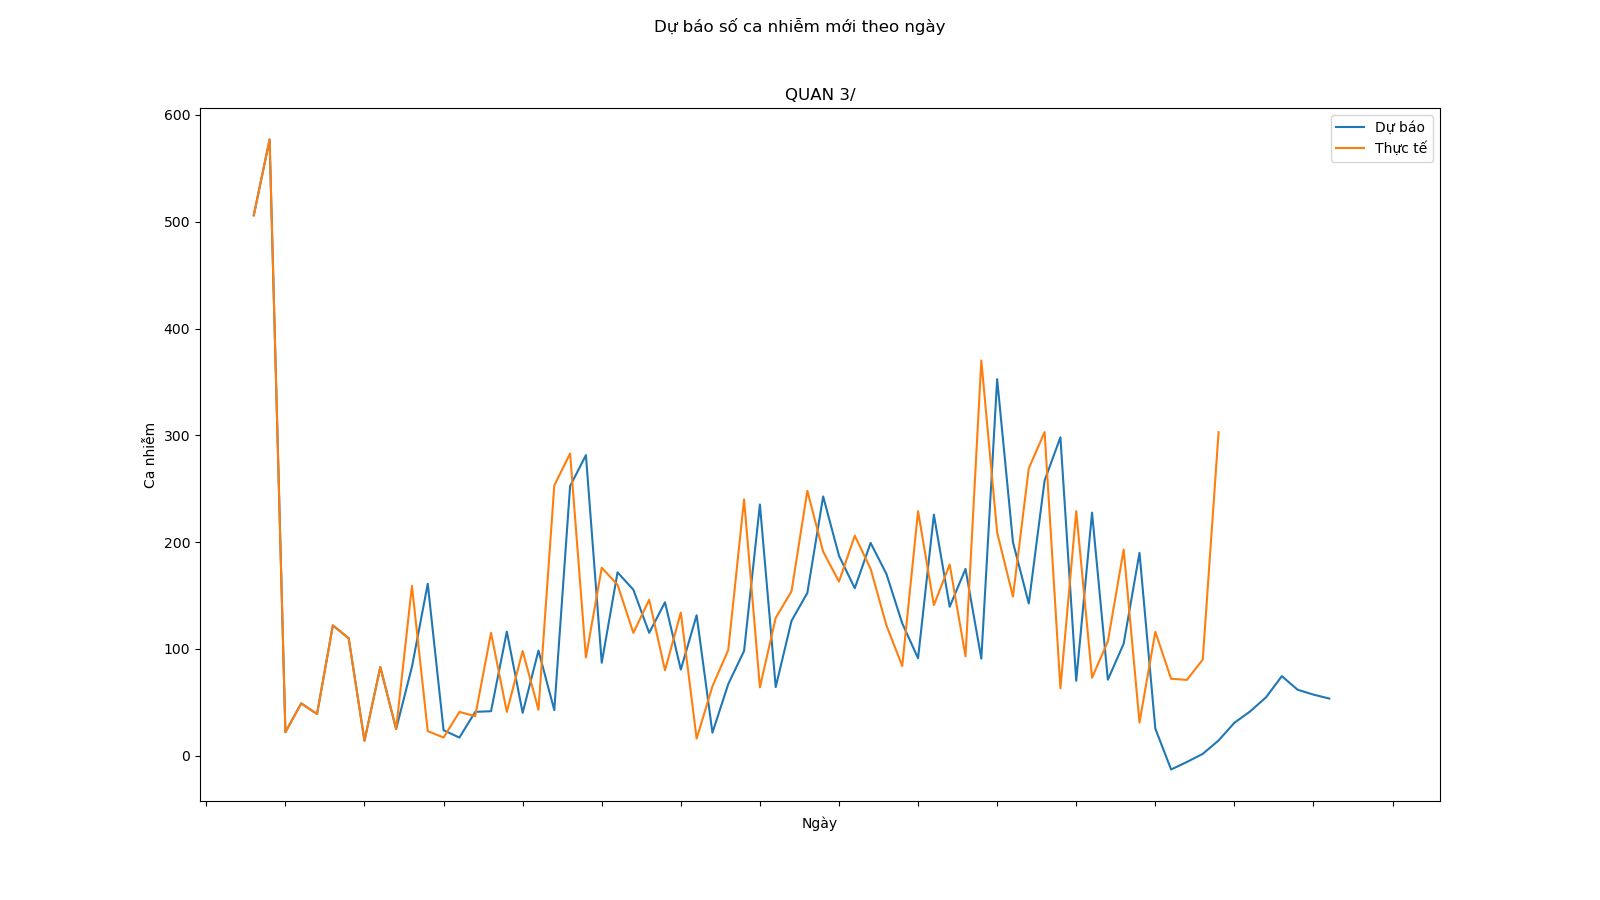 Dự báo số ca nhiễm mới theo ngày
QUAN 3/
600
500
400
300
200
100
0
Ca nhiễm
Dự báo
Thực tế
Ngày